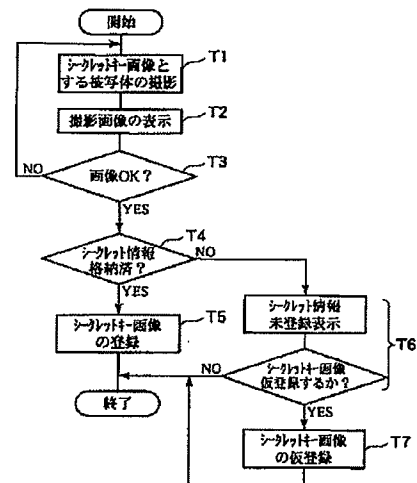 開始
シークレットキー画像と
する被写体の撮影
T1
撮影画像の表示
T2
画像OK？
T3
NO
YES
シークレット情報
格納済？
T4
NO
YES
シークレットキー画像
の登録
T5
終了
シークレット情報
未登録表示
T6
シークレットキー画像
仮登録するか？
NO
YES
シークレットキー画像
の仮登録
T7